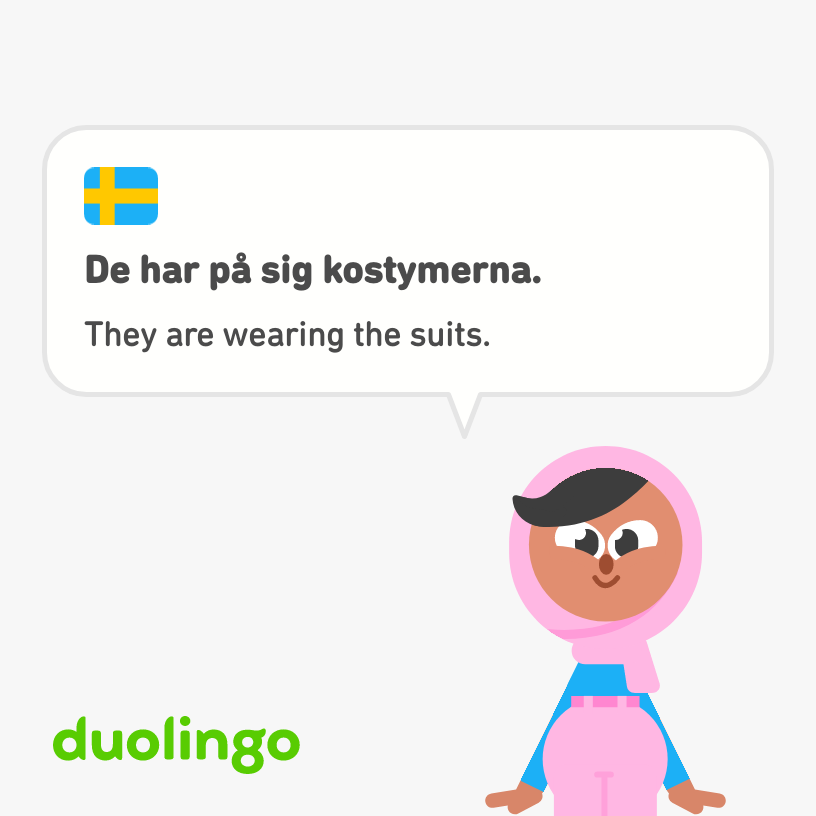 De har på sig kostymerna.
They are wearing the suits.
duolingo